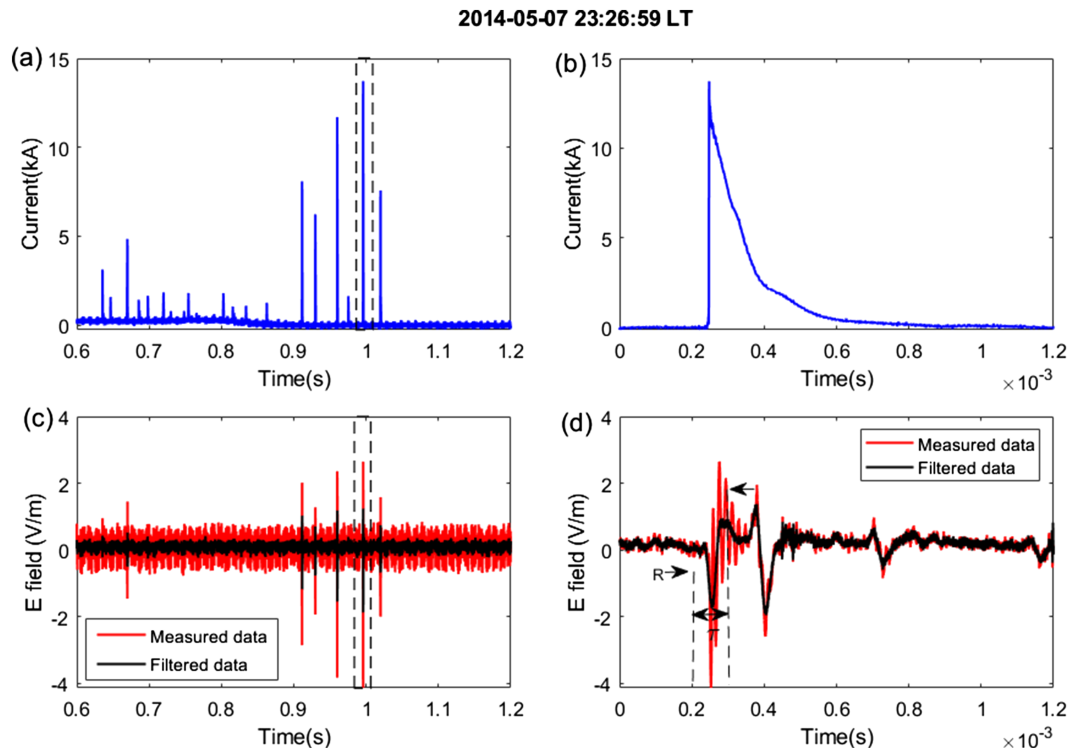 2014-05-07 23:26:59 LT
(a)
15
10
5
0
Current(kA)
0.6 0.7 0.8 0.9 1 1.1 1.2
Time(s)
(b)
15
10
5
0
Current(kA)
0 0.2 0.4 0.6 0.8 1.0 1.2
Time(s)
×10⁻³
(c)
4
2
0
-2
-4
E field (V/m)
Measured data
Filtered data
0.6 0.7 0.8 0.9 1 1.1 1.2
Time(s)
(d)
4
2
0
-2
-4
E field (V/m)
Measured data
Filtered data
R
T
0 0.2 0.4 0.6 0.8 1.0 1.2
Time(s)
×10⁻³